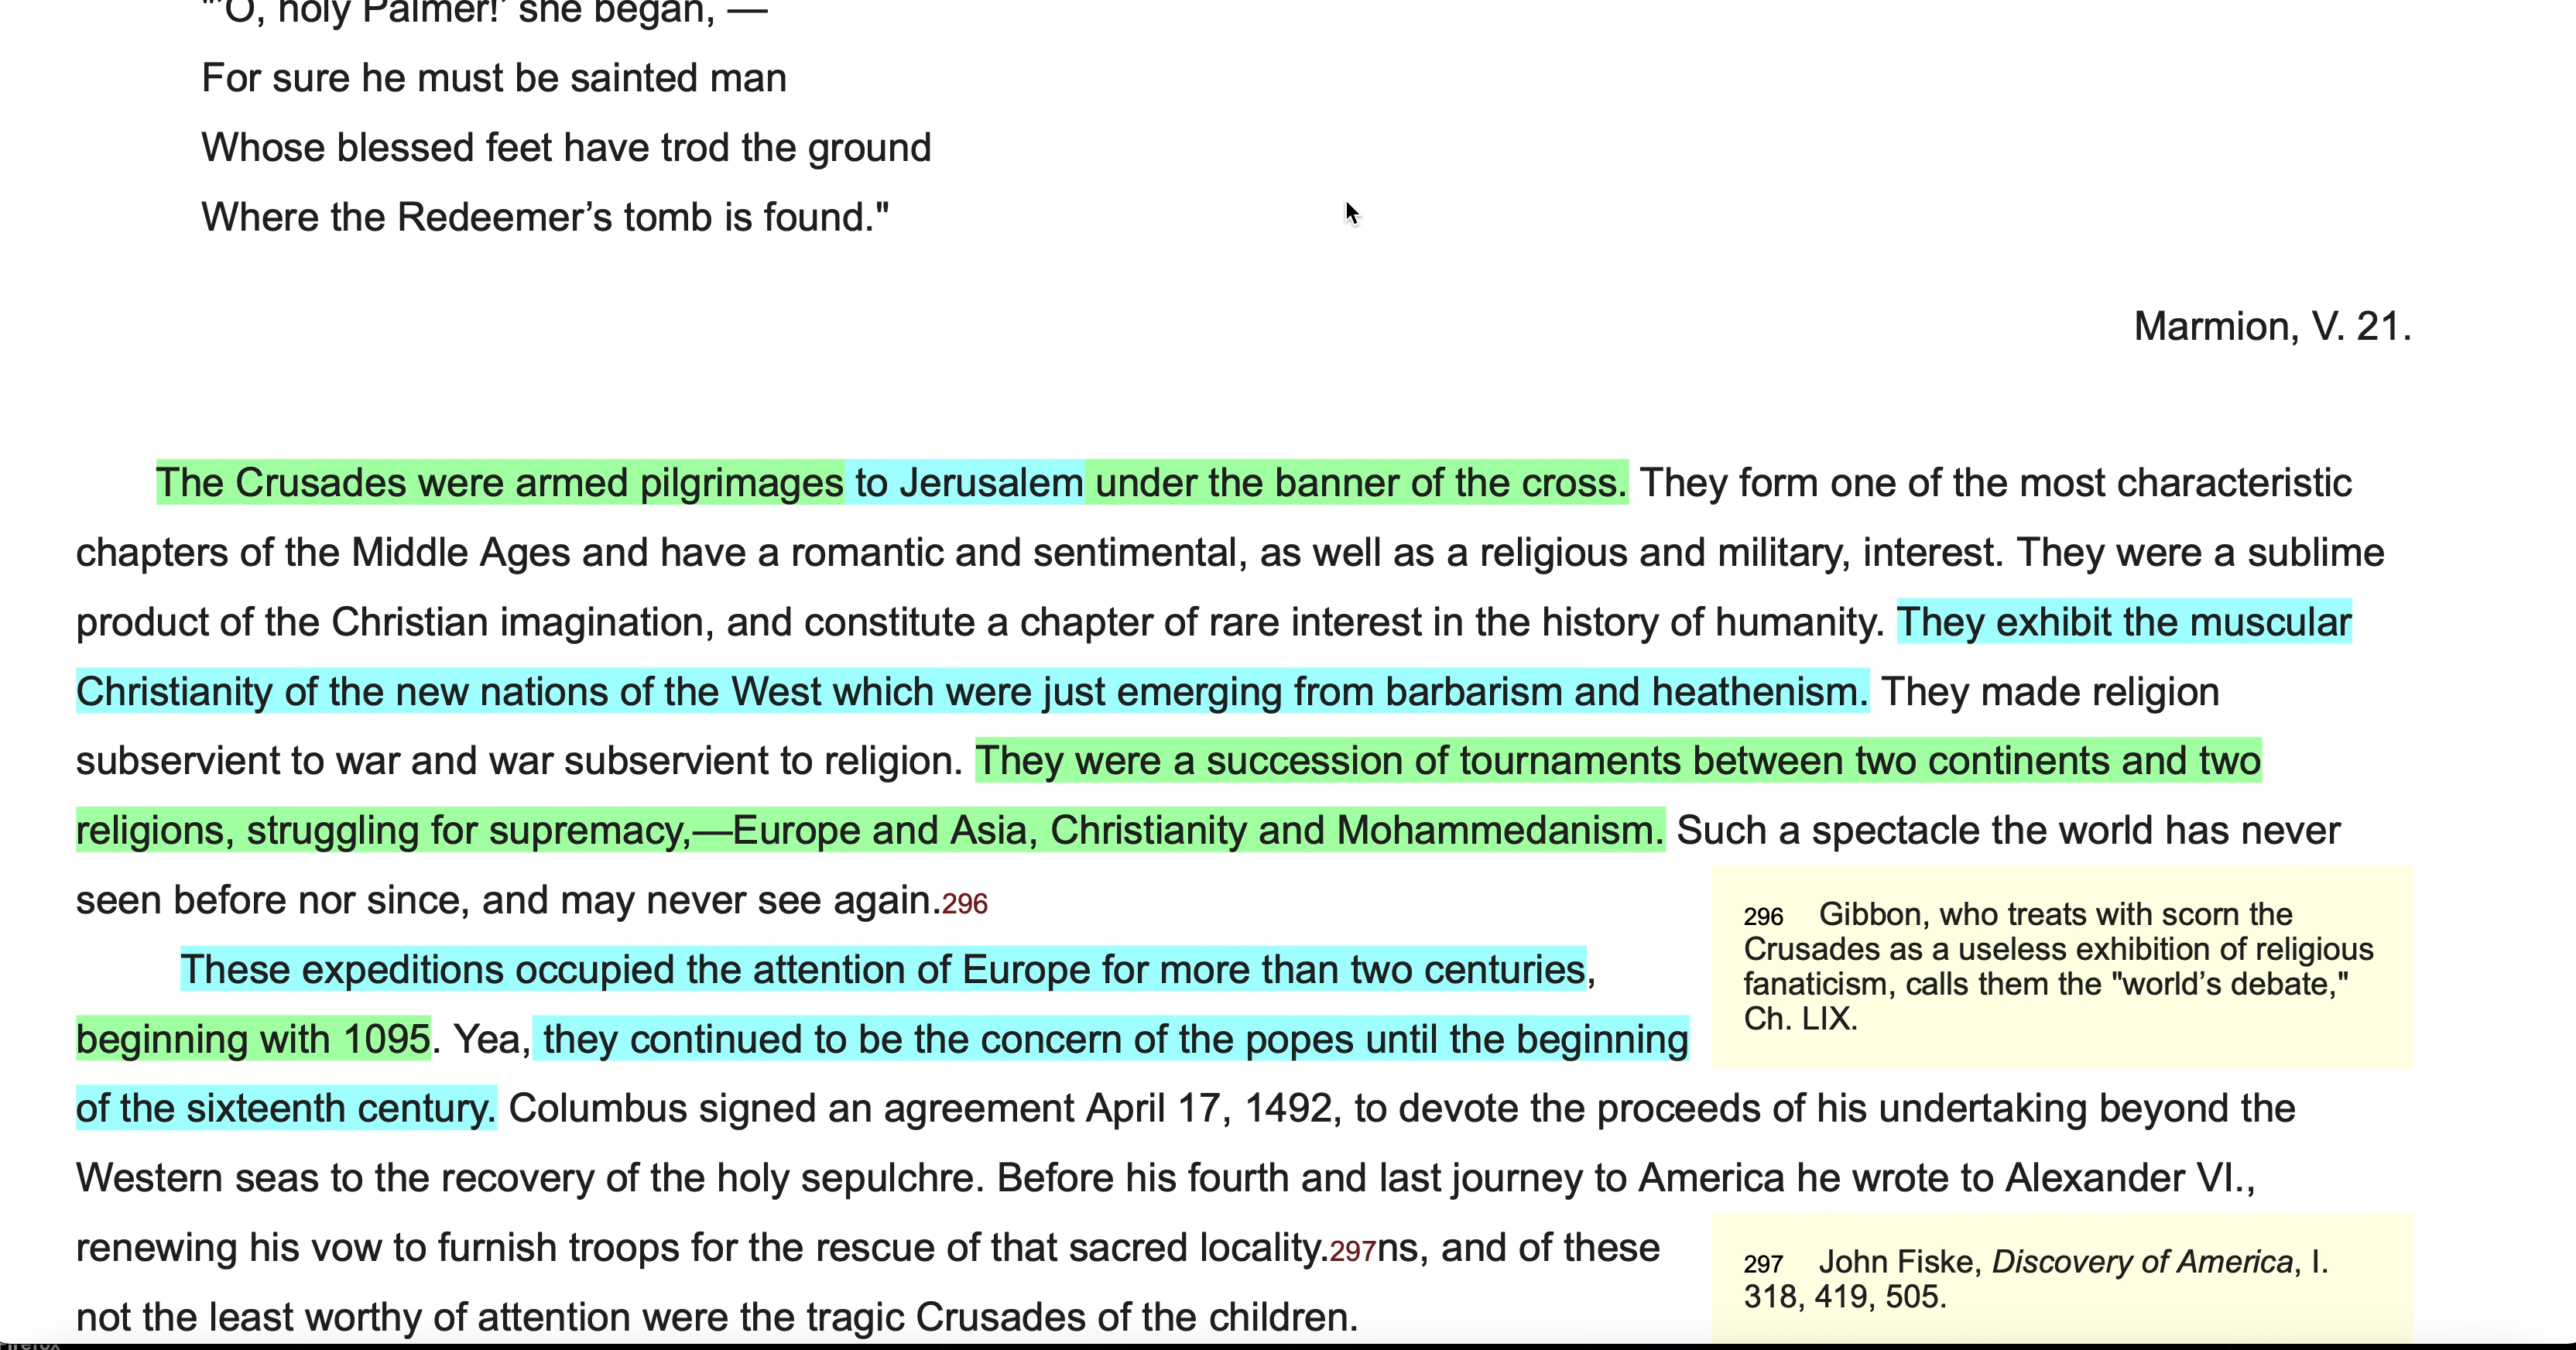 "'O, holy Palmer!' she began, —
For sure he must be sainted man
Whose blessed feet have trod the ground
Where the Redeemer’s tomb is found."
Marmion, V. 21.
The Crusades were armed pilgrimages to Jerusalem under the banner of the cross. They form one of the most characteristic
chapters of the Middle Ages and have a romantic and sentimental, as well as a religious and military, interest. They were a sublime
product of the Christian imagination, and constitute a chapter of rare interest in the history of humanity. They exhibit the muscular
Christianity of the new nations of the West which were just emerging from barbarism and heathenism. They made religion
subservient to war and war subservient to religion. They were a succession of tournaments between two continents and two
religions, struggling for supremacy,—Europe and Asia, Christianity and Mohammedanism. Such a spectacle the world has never
seen before nor since, and may never see again.296
These expeditions occupied the attention of Europe for more than two centuries,
beginning with 1095. Yea, they continued to be the concern of the popes until the beginning
of the sixteenth century. Columbus signed an agreement April 17, 1492, to devote the proceeds of his undertaking beyond the
Western seas to the recovery of the holy sepulchre. Before his fourth and last journey to America he wrote to Alexander VI.,
renewing his vow to furnish troops for the rescue of that sacred locality.297ns, and of these
not the least worthy of attention were the tragic Crusades of the children.
296 Gibbon, who treats with scorn the
Crusades as a useless exhibition of religious
fanaticism, calls them the "world’s debate,"
Ch. LIX.
297 John Fiske, Discovery of America, I.
318, 419, 505.